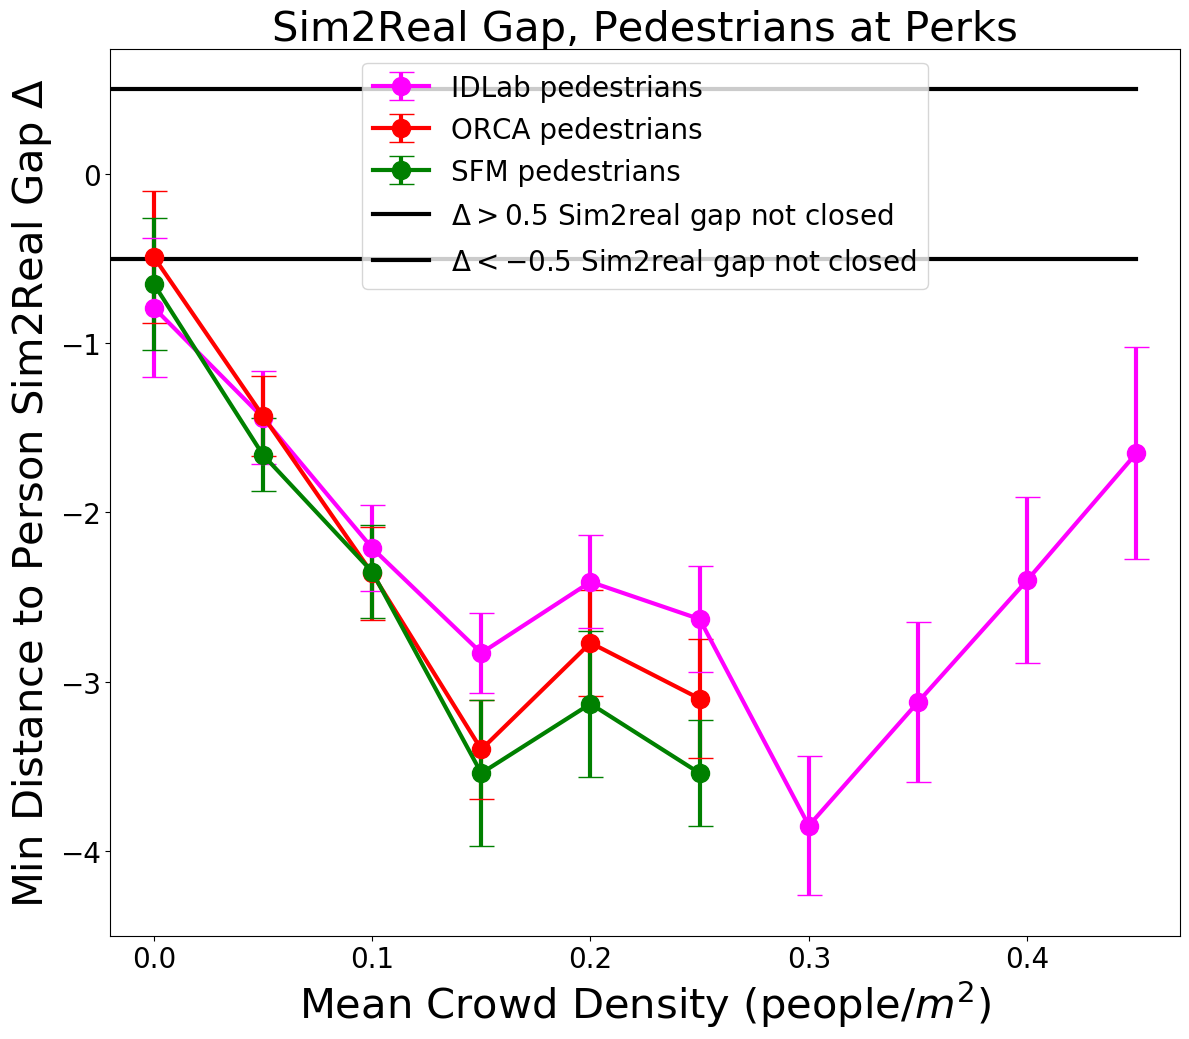 Sim2Real Gap, Pedestrians at Perks
Min Distance to Person Sim2Real Gap Δ
IDLab pedestrians
ORCA pedestrians
SFM pedestrians
Δ > 0.5 Sim2real gap not closed
Δ < −0.5 Sim2real gap not closed
0
−1
−2
−3
−4
0.0 0.1 0.2 0.3 0.4
Mean Crowd Density (people/m²)